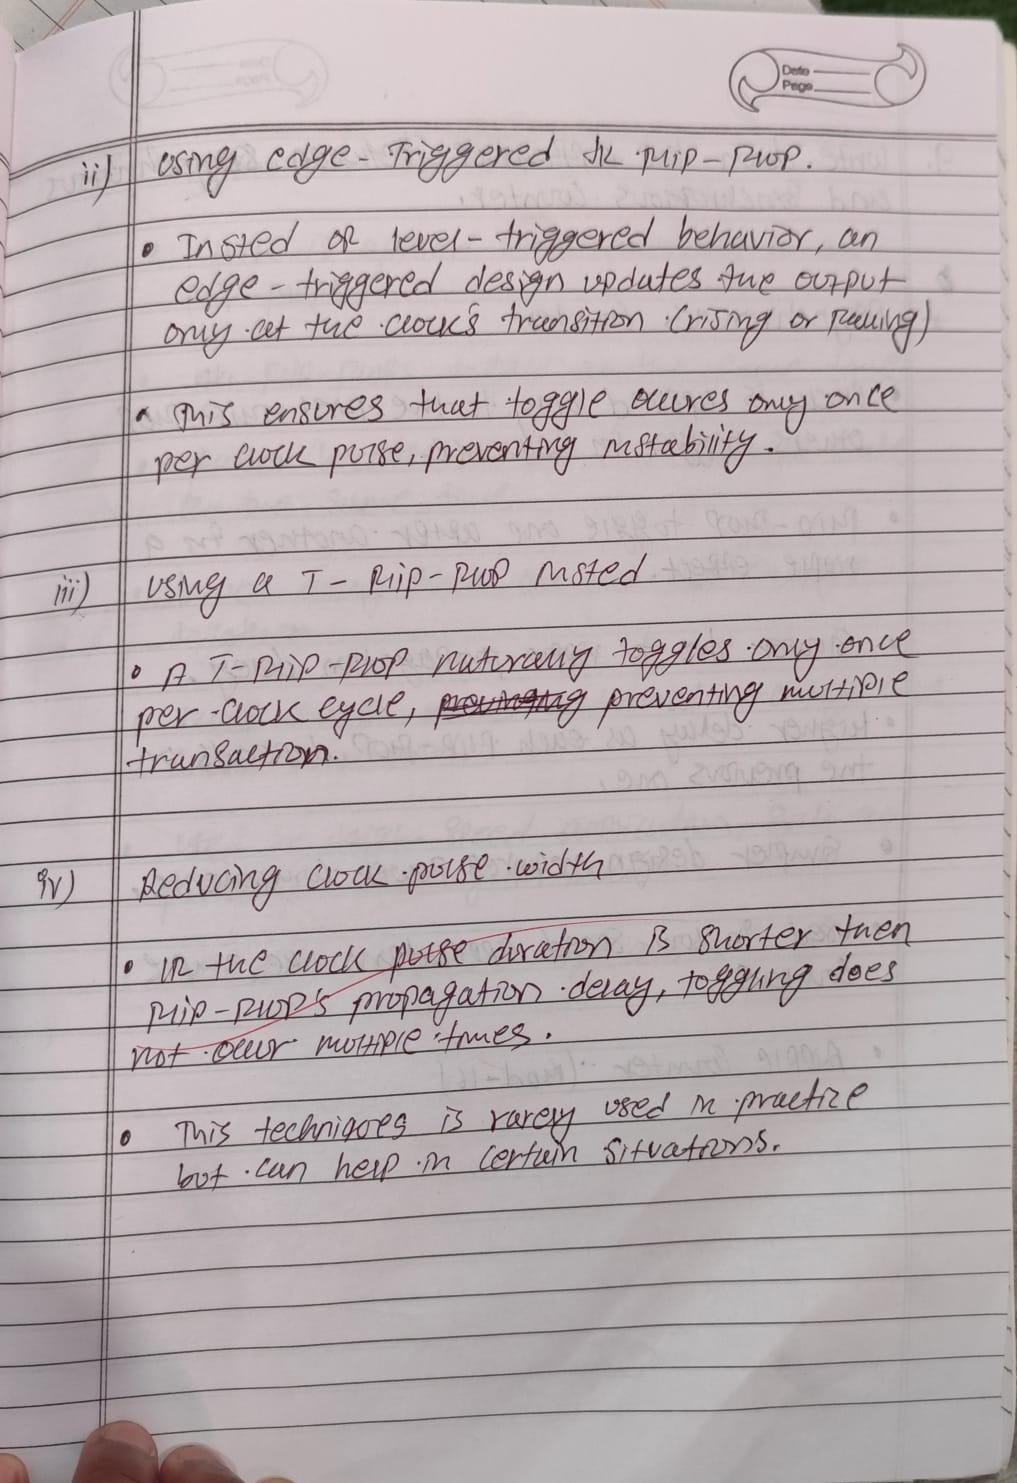 Date
Page
ii) Using edge-Triggered JK Flip-Flop.
• Insted of level-triggered behavior, an
edge-triggered design updates the output
only at the clock's transition (rising or falling)
• This ensures that toggle occures only once
per clock pulse, preventing instability.
iii) Using a T-Flip-Flop insted
• A T-Flip-Flop naturally toggles only once
per clock cycle, preventing multiple
transaction.
iv) Reducing clock pulse width
• If the clock pulse duration is shorter then
Flip-Flop's propagation delay, toggling does
not occur multiple times.
• This techniques is rarely used in practice
but can help in certain situations.